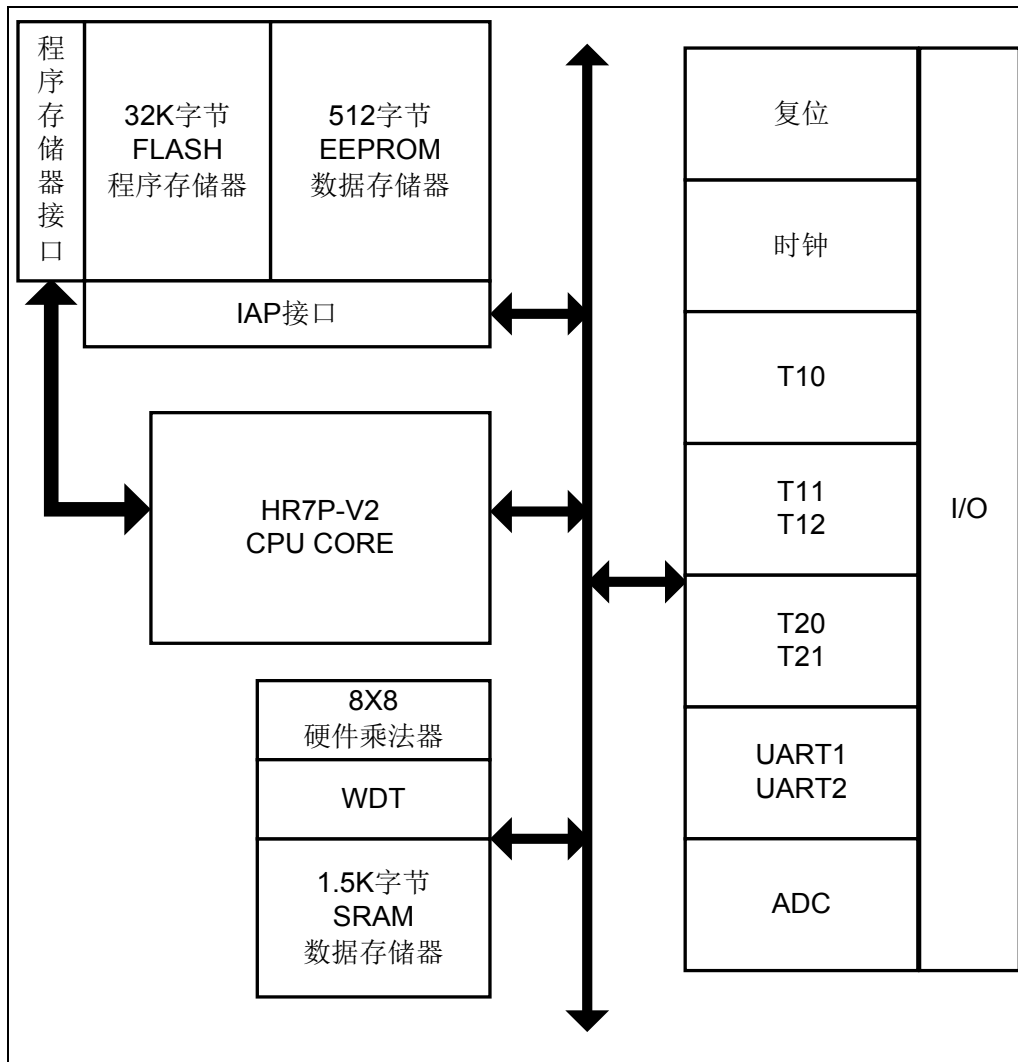 程
序
存
储
器
接
口
32K字节
FLASH
程序存储器
512字节
EEPROM
数据存储器
IAP接口
HR7P-V2
CPU CORE
8X8
硬件乘法器
WDT
1.5K字节
SRAM
数据存储器
复位
时钟
T10
T11
T12
T20
T21
UART1
UART2
ADC
I/O